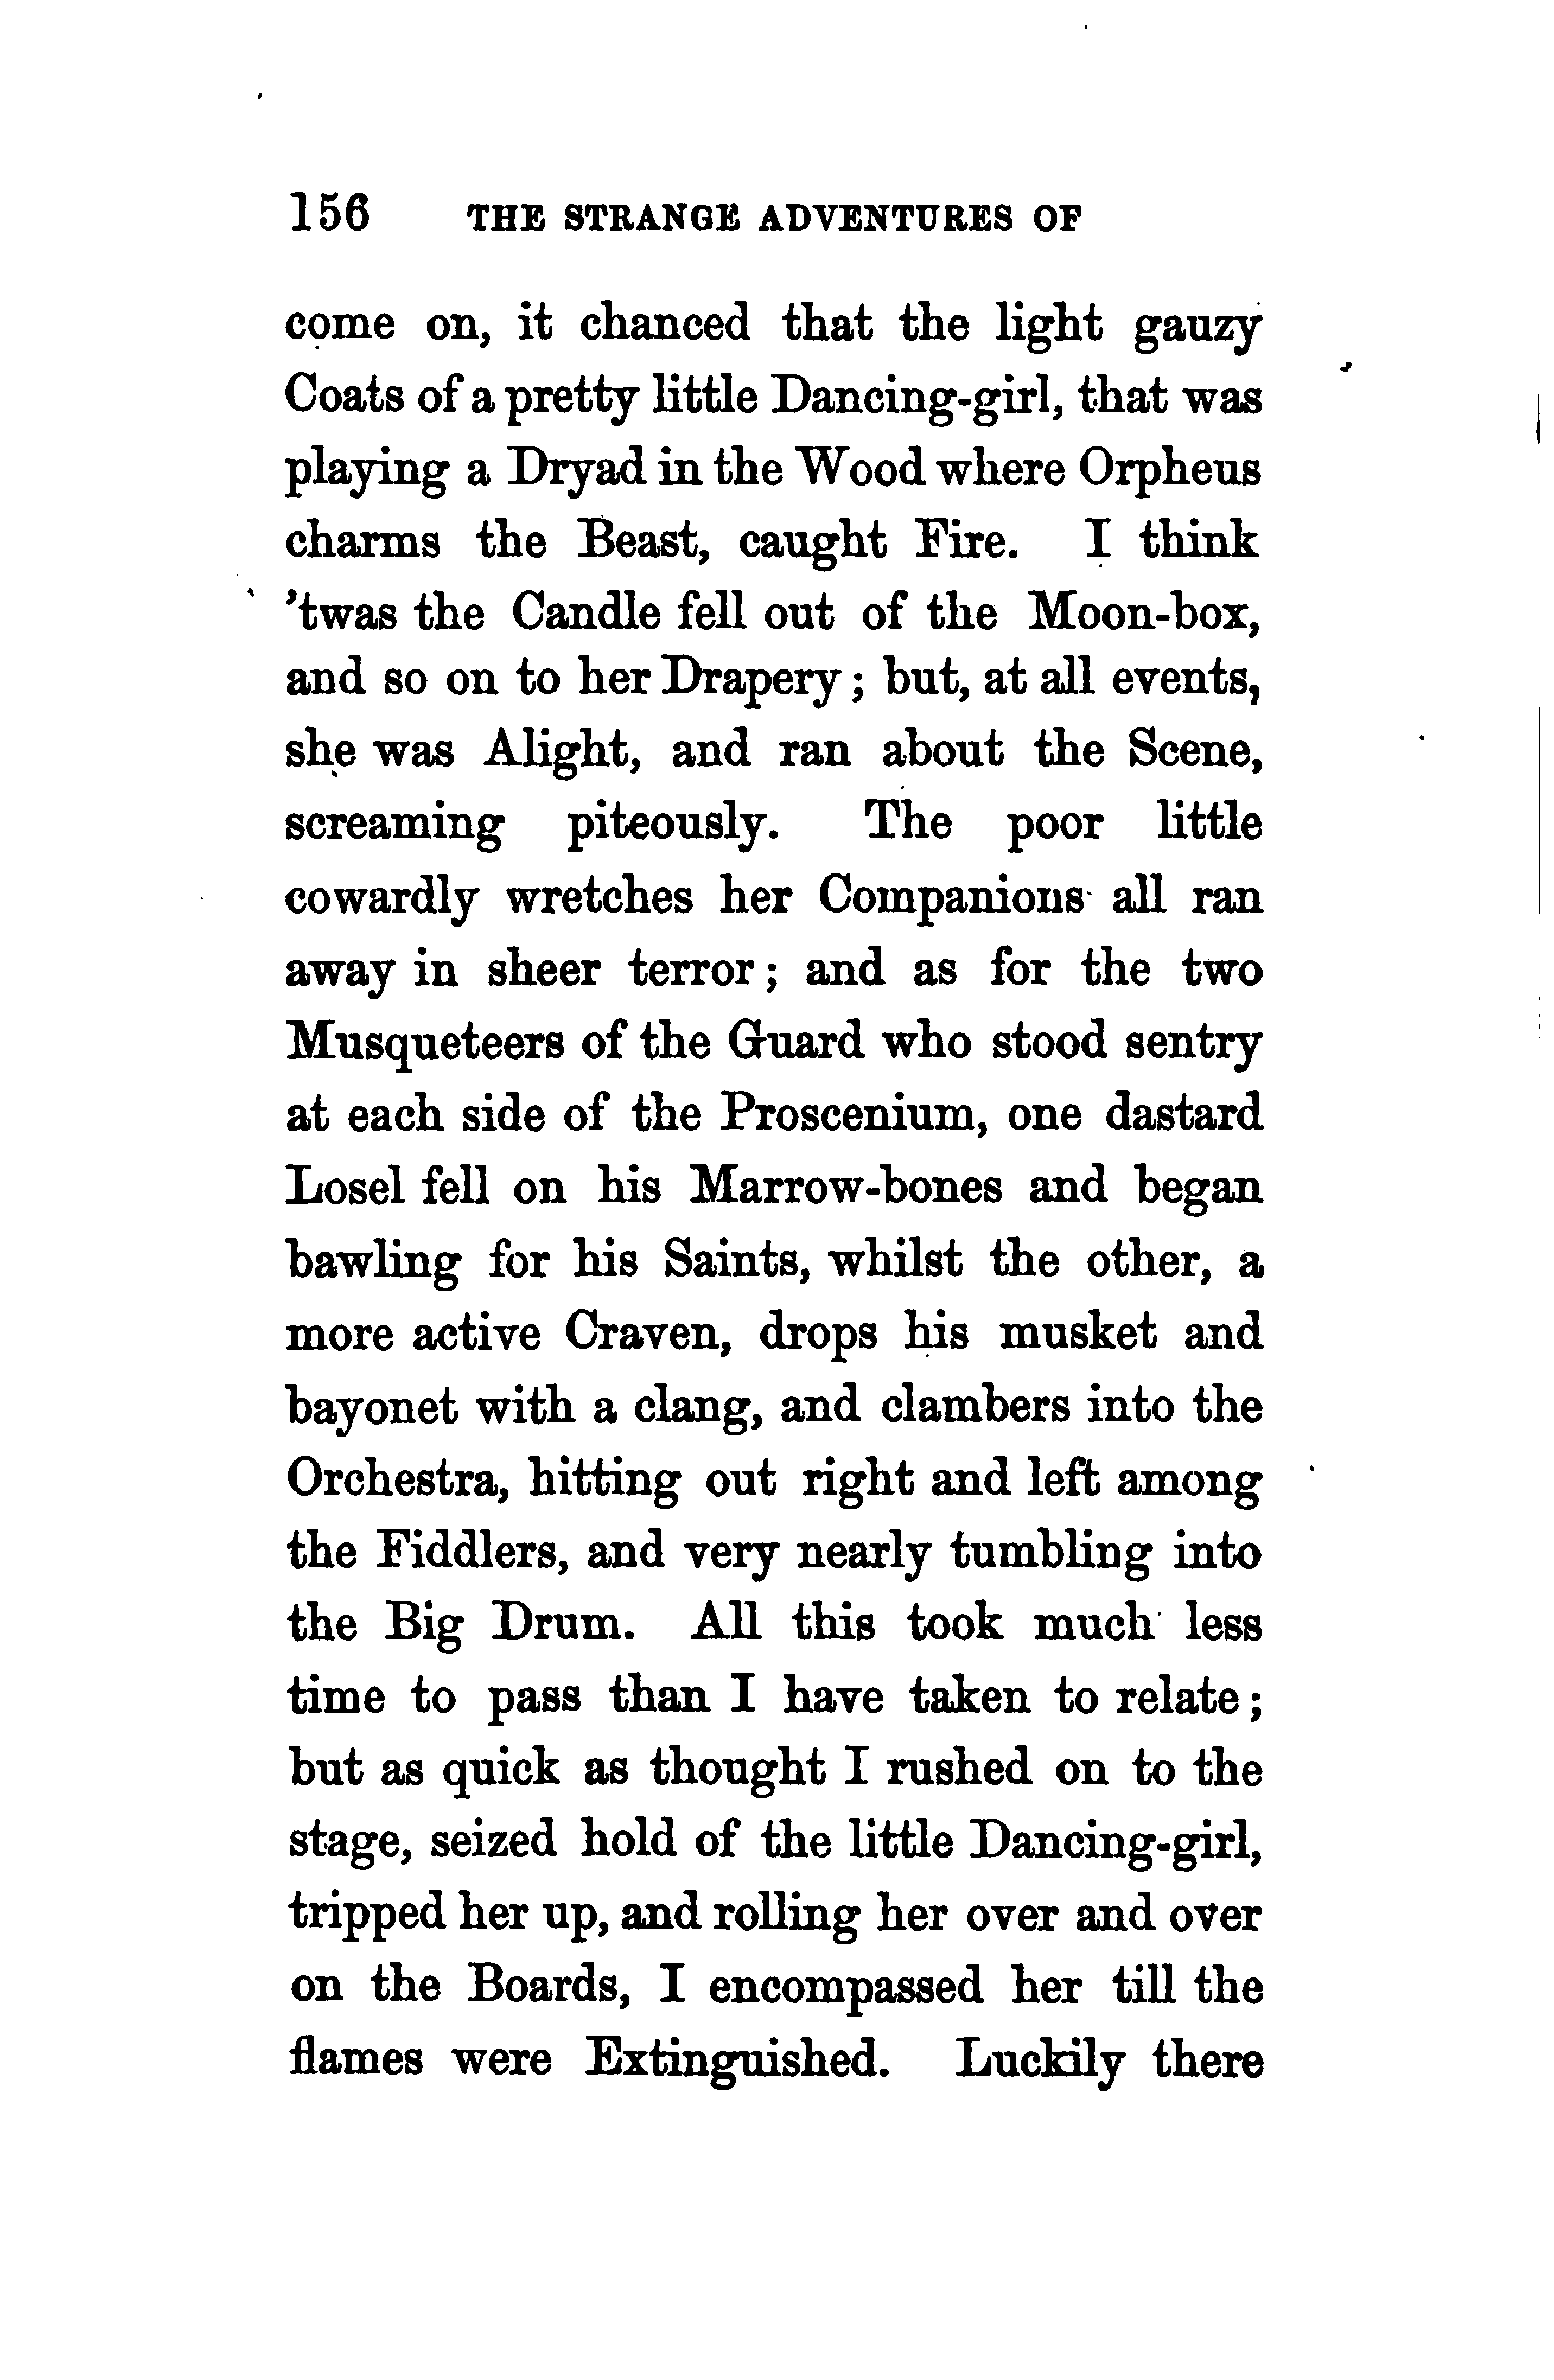 156 THE STRANGE ADVENTURES OF
come on, it chanced that the light gauzy
Coats of a pretty little Dancing-girl, that was
playing a Dryad in the Wood where Orpheus
charms the Beast, caught Fire. I think
'twas the Candle fell out of the Moon-box,
and so on to her Drapery; but, at all events,
she was Alight, and ran about the Scene,
screaming piteously. The poor little
cowardly wretches her Companions all ran
away in sheer terror; and as for the two
Musqueteers of the Guard who stood sentry
at each side of the Proscenium, one dastard
Losel fell on his Marrow-bones and began
bawling for his Saints, whilst the other, a
more active Craven, drops his musket and
bayonet with a clang, and clambers into the
Orchestra, hitting out right and left among
the Fiddlers, and very nearly tumbling into
the Big Drum. All this took much less
time to pass than I have taken to relate;
but as quick as thought I rushed on to the
stage, seized hold of the little Dancing-girl,
tripped her up, and rolling her over and over
on the Boards, I encompassed her till the
flames were Extinguished. Luckily there